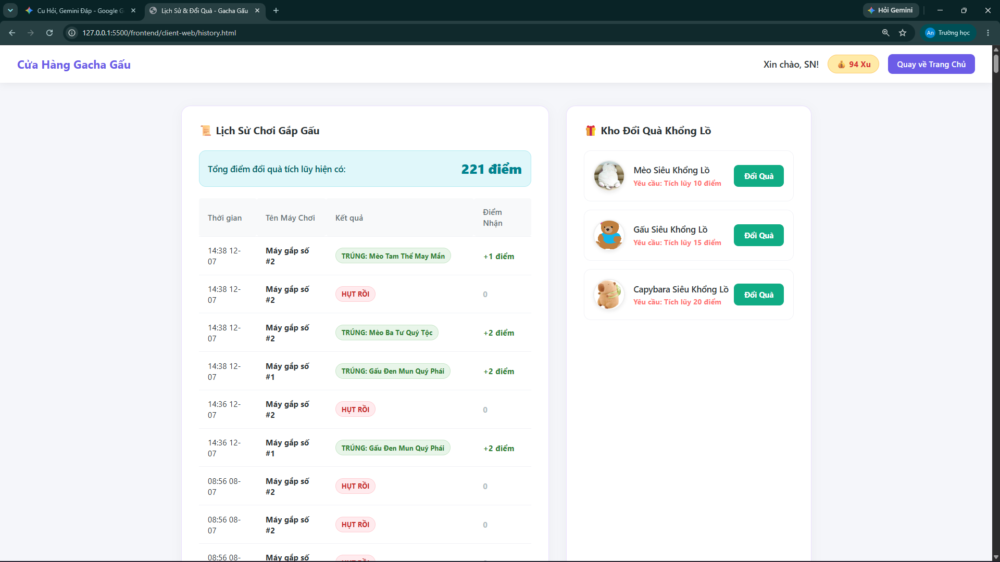 Cu Hỏi, Gemini Đáp - Google G
Lịch Sử & Đổi Quà - Gacha Gấu
Hỏi Gemini
127.0.0.1:5500/frontend/client-web/history.html
An
Trường học
Cửa Hàng Gacha Gấu
Xin chào, SN!
94 Xu
Quay về Trang Chủ
Lịch Sử Chơi Gắp Gấu
Tổng điểm đổi quà tích lũy hiện có:
221 điểm
Thời gian
Tên Máy Chơi
Kết quả
Điểm
Nhận
14:38 12-
07
Máy gắp số
#2
TRÚNG: Mèo Tam Thể May Mắn
+1 điểm
14:38 12-
07
Máy gắp số
#2
HỤT RỒI
0
14:38 12-
07
Máy gắp số
#2
TRÚNG: Mèo Ba Tư Quý Tộc
+2 điểm
14:38 12-
07
Máy gắp số
#1
TRÚNG: Gấu Đen Mun Quý Phái
+2 điểm
14:36 12-
07
Máy gắp số
#2
HỤT RỒI
0
14:36 12-
07
Máy gắp số
#1
TRÚNG: Gấu Đen Mun Quý Phái
+2 điểm
08:56 08-
07
Máy gắp số
#2
HỤT RỒI
0
08:56 08-
07
Máy gắp số
#2
HỤT RỒI
0
08:56 08-
Máy gắp số
Kho Đổi Quà Khổng Lồ
Mèo Siêu Khổng Lồ
Yêu cầu: Tích lũy 10 điểm
Đổi Quà
Gấu Siêu Khổng Lồ
Yêu cầu: Tích lũy 15 điểm
Đổi Quà
Capybara Siêu Khổng Lồ
Yêu cầu: Tích lũy 20 điểm
Đổi Quà